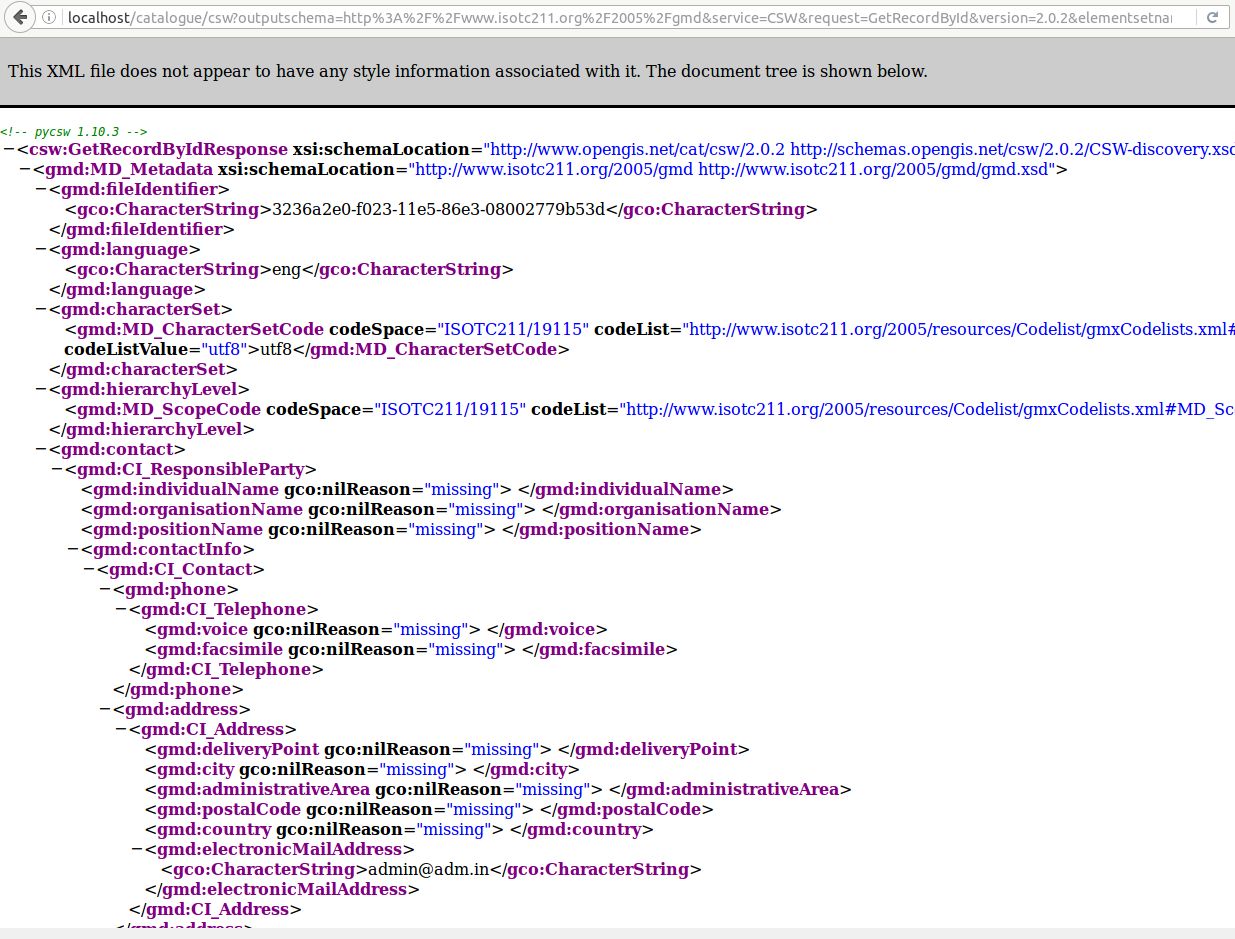 localhost/catalogue/csw?outputschema=http%3A%2F%2Fwww.isotc211.org%2F2005%2Fgmd&service=CSW&request=GetRecordById&version=2.0.2&elementsetna
This XML file does not appear to have any style information associated with it. The document tree is shown below.
<!-- pycsw 1.10.3 -->
−<csw:GetRecordByIdResponse xsi:schemaLocation="http://www.opengis.net/cat/csw/2.0.2 http://schemas.opengis.net/csw/2.0.2/CSW-discovery.xsd
−<gmd:MD_Metadata xsi:schemaLocation="http://www.isotc211.org/2005/gmd http://www.isotc211.org/2005/gmd/gmd.xsd">
−<gmd:fileIdentifier>
<gco:CharacterString>3236a2e0-f023-11e5-86e3-08002779b53d</gco:CharacterString>
</gmd:fileIdentifier>
−<gmd:language>
<gco:CharacterString>eng</gco:CharacterString>
</gmd:language>
−<gmd:characterSet>
<gmd:MD_CharacterSetCode codeSpace="ISOTC211/19115" codeList="http://www.isotc211.org/2005/resources/Codelist/gmxCodelists.xml#
codeListValue="utf8">utf8</gmd:MD_CharacterSetCode>
</gmd:characterSet>
−<gmd:hierarchyLevel>
<gmd:MD_ScopeCode codeSpace="ISOTC211/19115" codeList="http://www.isotc211.org/2005/resources/Codelist/gmxCodelists.xml#MD_Sc
</gmd:hierarchyLevel>
−<gmd:contact>
−<gmd:CI_ResponsibleParty>
<gmd:individualName gco:nilReason="missing"> </gmd:individualName>
<gmd:organisationName gco:nilReason="missing"> </gmd:organisationName>
<gmd:positionName gco:nilReason="missing"> </gmd:positionName>
−<gmd:contactInfo>
−<gmd:CI_Contact>
−<gmd:phone>
−<gmd:CI_Telephone>
<gmd:voice gco:nilReason="missing"> </gmd:voice>
<gmd:facsimile gco:nilReason="missing"> </gmd:facsimile>
</gmd:CI_Telephone>
</gmd:phone>
−<gmd:address>
−<gmd:CI_Address>
<gmd:deliveryPoint gco:nilReason="missing"> </gmd:deliveryPoint>
<gmd:city gco:nilReason="missing"> </gmd:city>
<gmd:administrativeArea gco:nilReason="missing"> </gmd:administrativeArea>
<gmd:postalCode gco:nilReason="missing"> </gmd:postalCode>
<gmd:country gco:nilReason="missing"> </gmd:country>
−<gmd:electronicMailAddress>
<gco:CharacterString>admin@adm.in</gco:CharacterString>
</gmd:electronicMailAddress>
</gmd:CI_Address>
</gmd:address>